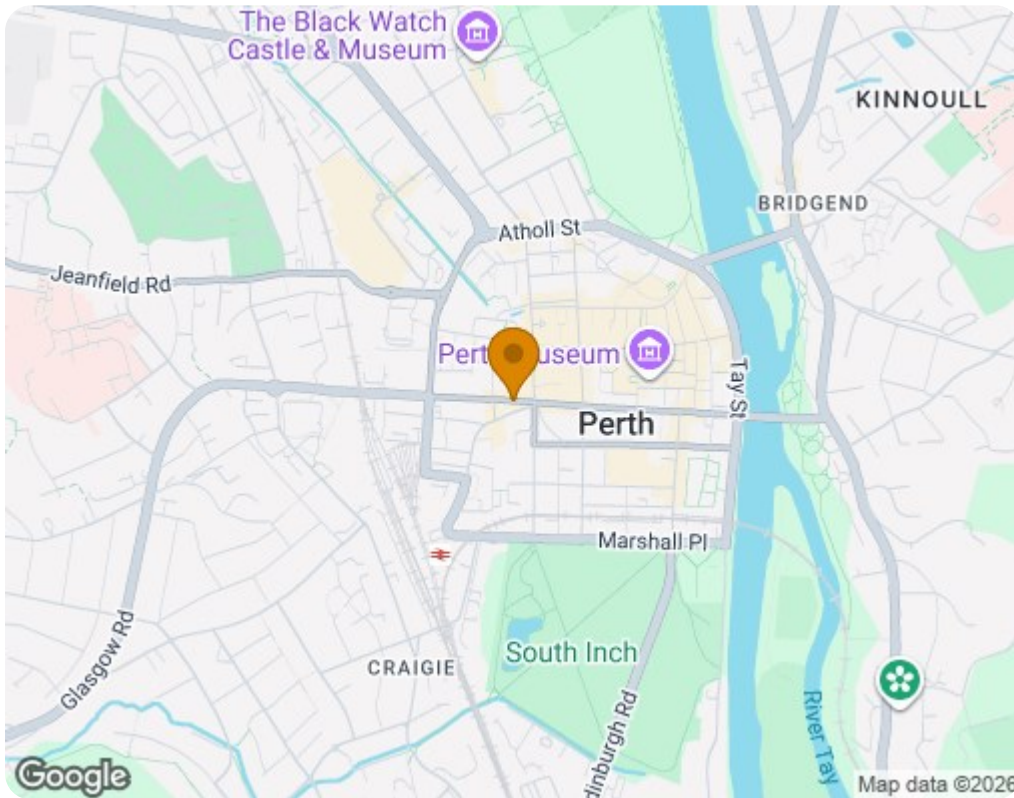 The Black Watch
Castle & Museum
KINNOULL
BRIDGEND
Atholl St
Jeanfield Rd
Museum
Tay St
Perth
Marshall Pl
Glasgow Rd
CRAIGIE
South Inch
River Tay
Google
Map data ©2026